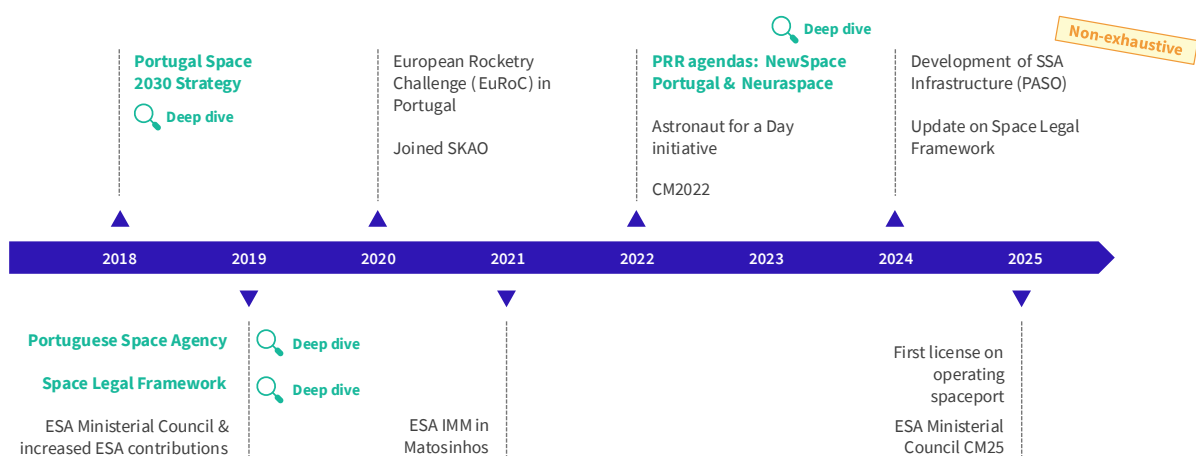 Deep dive
Non-exhaustive
Portugal Space
2030 Strategy
Deep dive
European Rocketry
Challenge (EuRoC) in
Portugal
Joined SKAO
PRR agendas: NewSpace
Portugal & Neuraspace
Astronaut for a Day
initiative
CM2022
Development of SSA
Infrastructure (PASO)
Update on Space Legal
Framework
2018 2019 2020 2021 2022 2023 2024 2025
Portuguese Space Agency
Deep dive
Space Legal Framework
Deep dive
ESA Ministerial Council &
increased ESA contributions
ESA IMM in
Matosinhos
First license on
operating
spaceport
ESA Ministerial
Council CM25